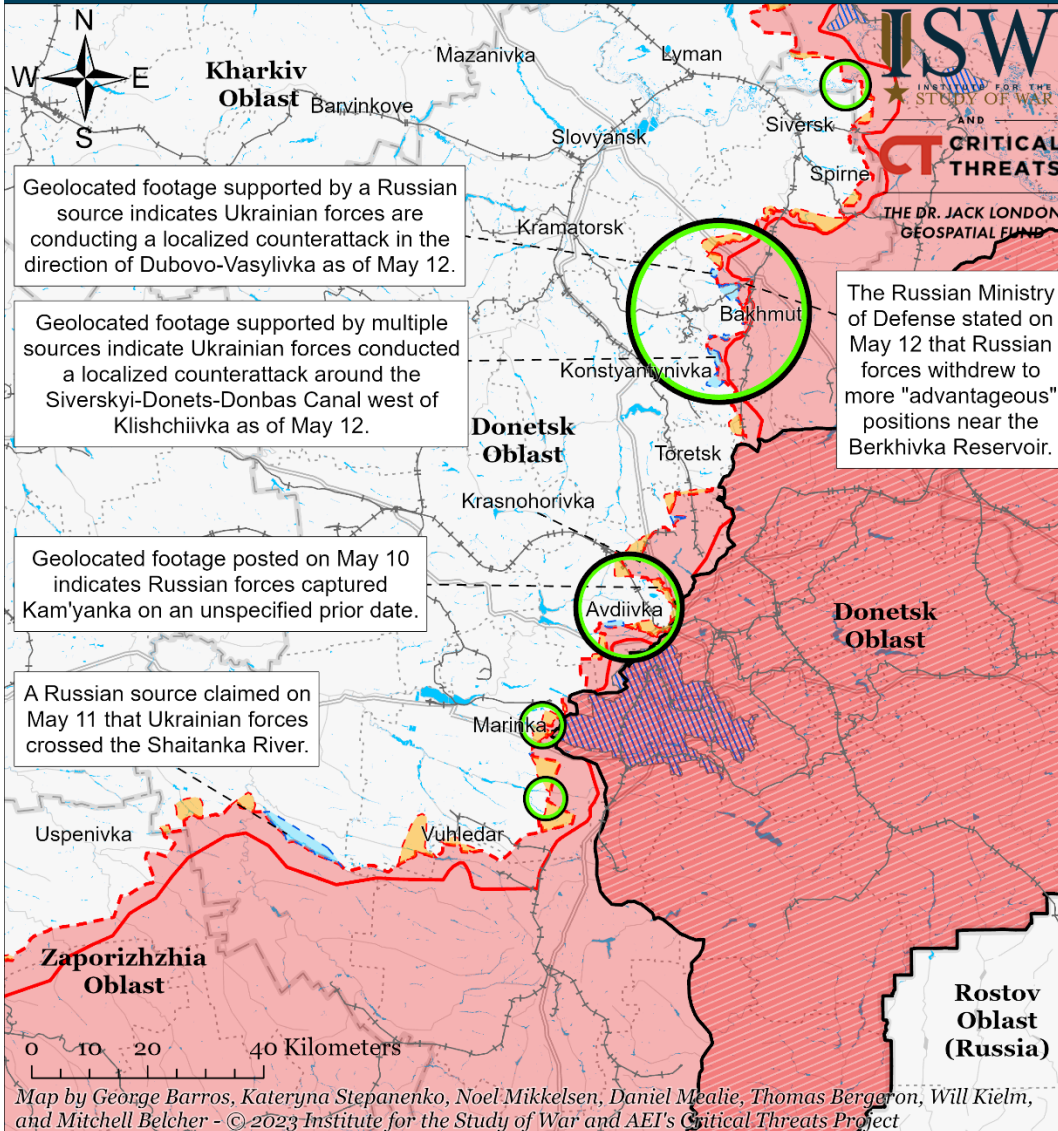 N
W
E
S
Kharkiv
Oblast
Mazanivka
Lyman
Barvinkove
Slovyansk
Siversk
Spirne
Kramatorsk
ISW
INSTITUTE FOR THE
STUDY OF WAR
AND
CT CRITICAL
THREATS
THE DR. JACK LONDON
GEOSPATIAL FUND
Geolocated footage supported by a Russian
source indicates Ukrainian forces are
conducting a localized counterattack in the
direction of Dubovo-Vasylivka as of May 12.
Geolocated footage supported by multiple
sources indicate Ukrainian forces conducted
a localized counterattack around the
Siverskyi-Donets-Donbas Canal west of
Klishchiivka as of May 12.
Bakhmut
Konstyantynivka
The Russian Ministry
of Defense stated on
May 12 that Russian
forces withdrew to
more "advantageous"
positions near the
Berkhivka Reservoir.
Donetsk
Oblast
Toretsk
Krasnohorivka
Geolocated footage posted on May 10
indicates Russian forces captured
Kam'yanka on an unspecified prior date.
Avdiivka
Donetsk
Oblast
A Russian source claimed on
May 11 that Ukrainian forces
crossed the Shaitanka River.
Marinka
Uspenivka
Vuhledar
Zaporizhzhia
Oblast
Rostov
Oblast
(Russia)
0 10 20 40 Kilometers
Map by George Barros, Kateryna Stepanenko, Noel Mikkelsen, Daniel Mealie, Thomas Bergeron, Will Kielm,
and Mitchell Belcher - © 2023 Institute for the Study of War and AEI's Critical Threats Project